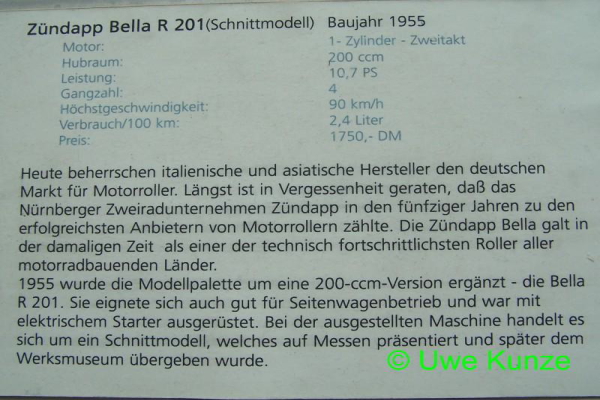 Zündapp Bella R 201(Schnittmodell) Baujahr 1955
Motor: 1- Zylinder - Zweitakt
Hubraum: 200 ccm
Leistung: 10,7 PS
Gangzahl: 4
Höchstgeschwindigkeit: 90 km/h
Verbrauch/100 km: 2,4 Liter
Preis: 1750,- DM
Heute beherrschen italienische und asiatische Hersteller den deutschen
Markt für Motorroller. Längst ist in Vergessenheit geraten, daß das
Nürnberger Zweiradunternehmen Zündapp in den fünfziger Jahren zu den
erfolgreichsten Anbietern von Motorrollern zählte. Die Zündapp Bella galt in
der damaligen Zeit als einer der technisch fortschrittlichsten Roller aller
motorradbauenden Länder.
1955 wurde die Modellpalette um eine 200-ccm-Version ergänzt - die Bella
R 201. Sie eignete sich auch gut für Seitenwagenbetrieb und war mit
elektrischem Starter ausgerüstet. Bei der ausgestellten Maschine handelt es
sich um ein Schnittmodell, welches auf Messen präsentiert und später dem
Werksmuseum übergeben wurde.
© Uwe Kunze